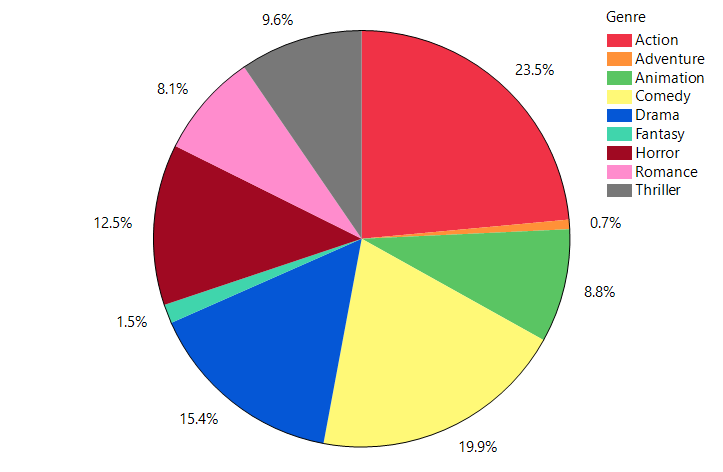 Genre
Action
Adventure
Animation
Comedy
Drama
Fantasy
Horror
Romance
Thriller
23.5%
0.7%
8.8%
19.9%
15.4%
1.5%
12.5%
8.1%
9.6%